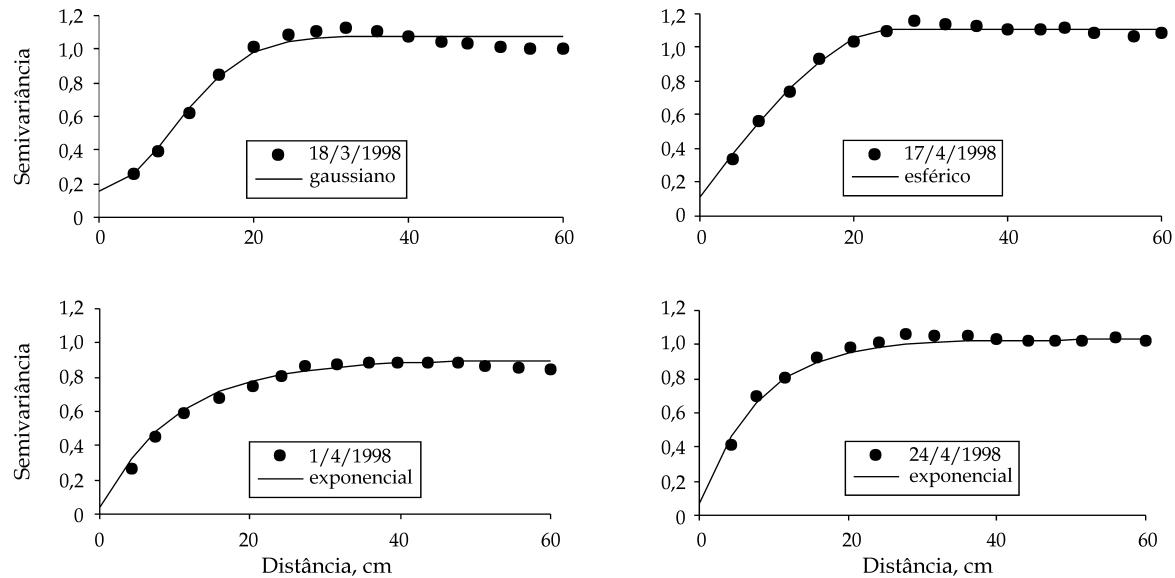 Semivariância
1,2
1,0
0,8
0,6
0,4
0,2
0
18/3/1998
gaussiano
0 20 40 60
1,2
1,0
0,8
0,6
0,4
0,2
0
17/4/1998
esférico
0 20 40 60
Semivariância
1,2
1,0
0,8
0,6
0,4
0,2
0
1/4/1998
exponencial
0 20 40 60
Distância, cm
1,2
1,0
0,8
0,6
0,4
0,2
0
24/4/1998
exponencial
0 20 40 60
Distância, cm